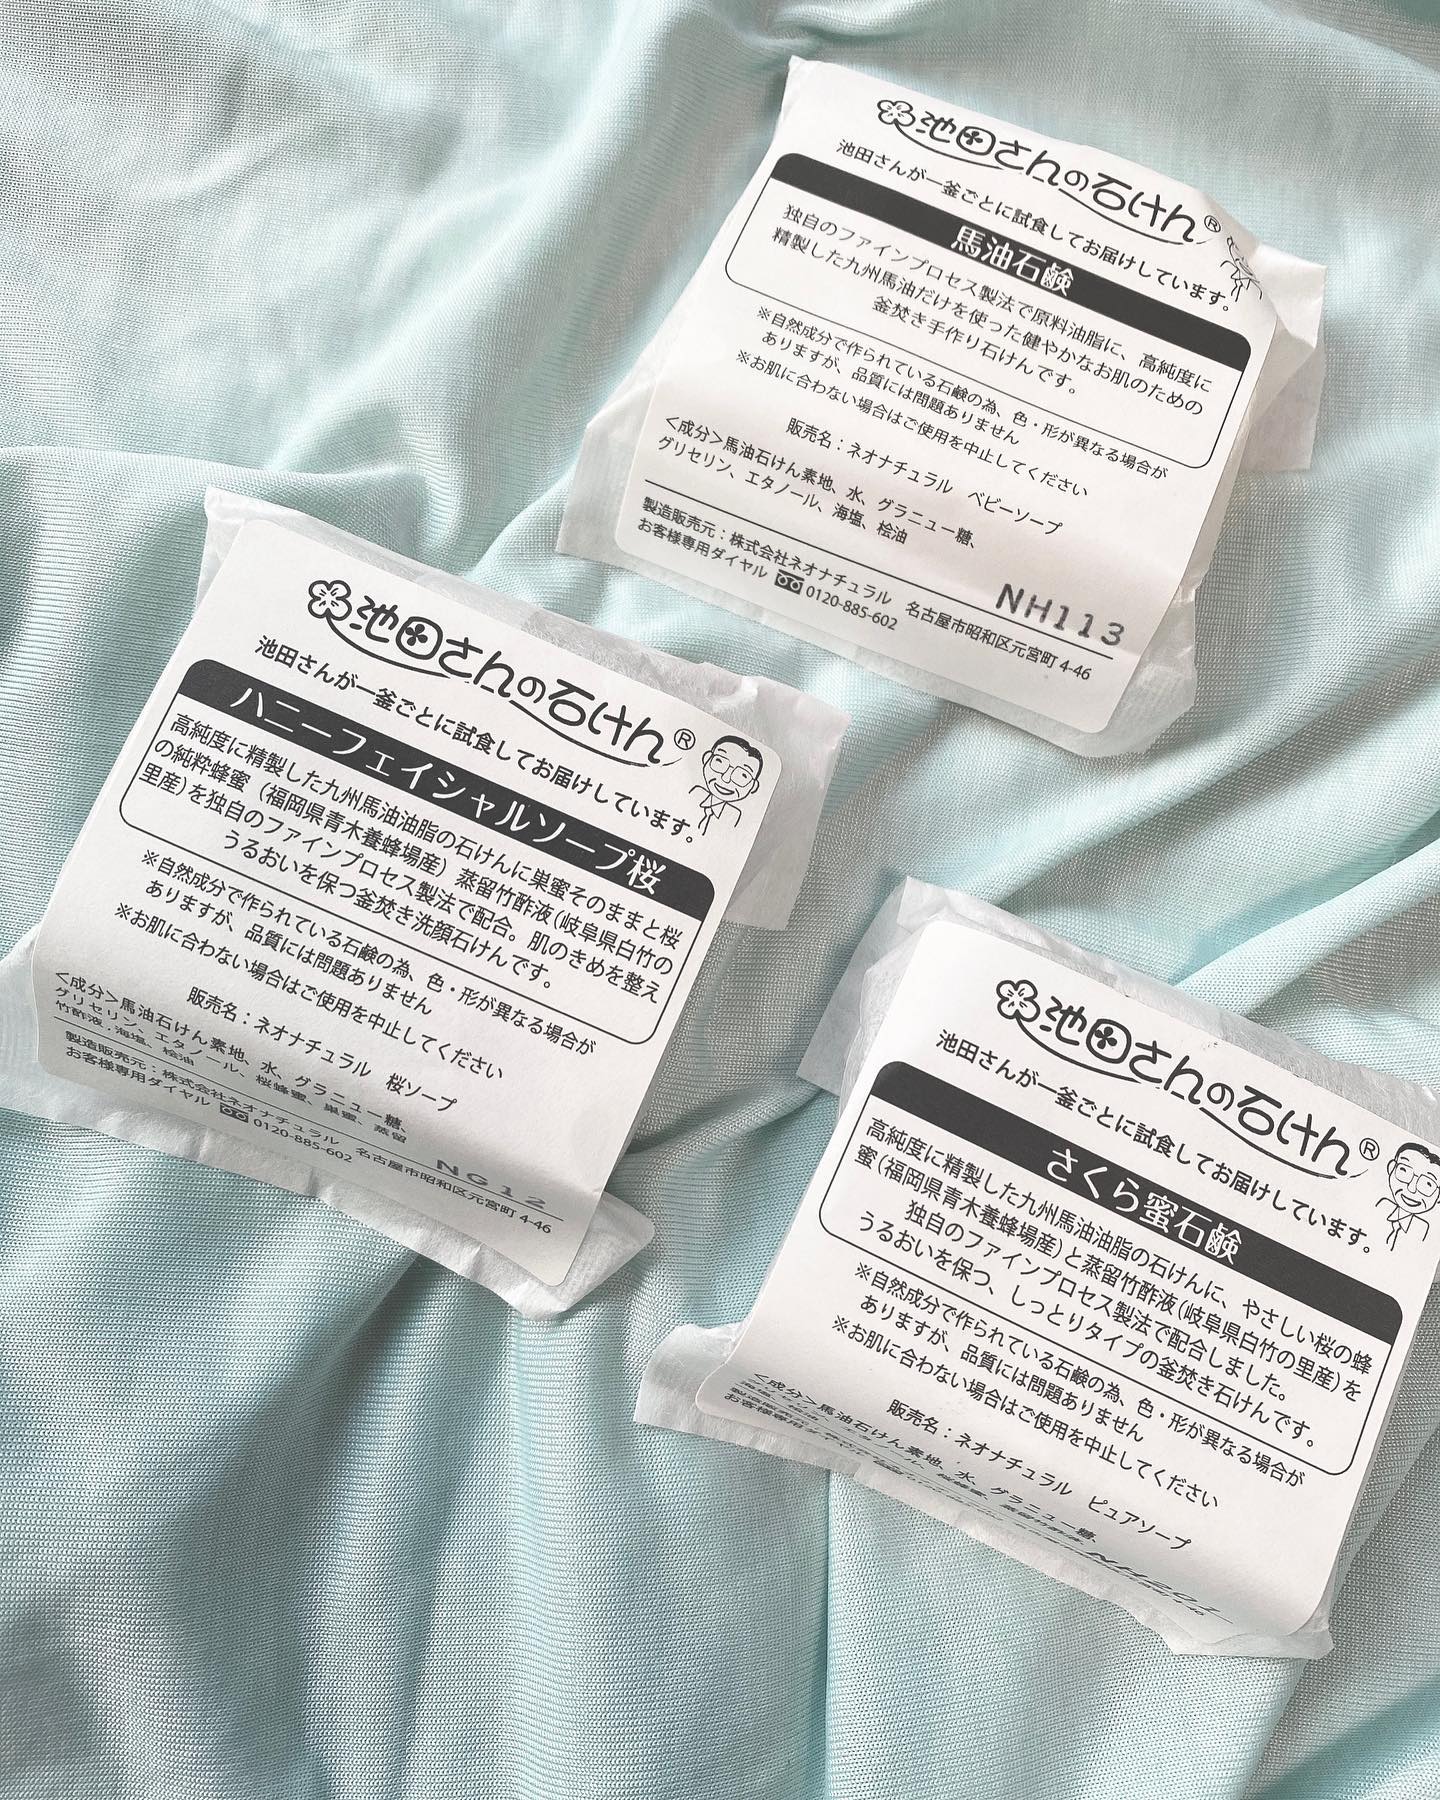 池田さんの石けん®
池田さんが一釜ごとに試食してお届けしています。
馬油石鹸
独自のファインプロセス製法で原料油脂に、高純度に
精製した九州馬油だけを使った健やかなお肌のための
釜焚き手作り石けんです。
※自然成分で作られている石鹸の為、色・形が異なる場合が
ありますが、品質には問題ありません
※お肌に合わない場合はご使用を中止してください
販売名：ネオナチュラル ベビーソープ
<成分>馬油石けん素地、水、グラニュー糖、
グリセリン、エタノール、海塩、桧油
NH113
製造販売元：株式会社ネオナチュラル 名古屋市昭和区元宮町 4-46
お客様専用ダイヤル 0120-885-602
池田さんの石けん®
池田さんが一釜ごとに試食してお届けしています。
ハニーフェイシャルソープ桜
高純度に精製した九州馬油油脂の石けんに巣蜜そのままと桜
の純粋蜂蜜（福岡県青木養蜂場産）蒸留竹酢液（岐阜県白竹の
里産）を独自のファインプロセス製法で配合。肌のきめを整え
うるおいを保つ釜焚き洗顔石けんです。
※自然成分で作られている石鹸の為、色・形が異なる場合が
ありますが、品質には問題ありません
※お肌に合わない場合はご使用を中止してください
販売名：ネオナチュラル 桜ソープ
<成分>馬油石けん素地、水、グラニュー糖、
グリセリン、エタノール、桜蜂蜜、巣蜜、蒸留
竹酢液、海塩、桧油
NG12
製造販売元：株式会社ネオナチュラル 名古屋市昭和区元宮町 4-46
お客様専用ダイヤル 0120-885-602
池田さんの石けん®
池田さんが一釜ごとに試食してお届けしています。
さくら蜜石鹸
高純度に精製した九州馬油油脂の石けんに、やさしい桜の蜂
蜜（福岡県青木養蜂場産）と蒸留竹酢液（岐阜県白竹の里産）を
独自のファインプロセス製法で配合しました。
うるおいを保つ、しっとりタイプの釜焚き石けんです。
※自然成分で作られている石鹸の為、色・形が異なる場合が
ありますが、品質には問題ありません
※お肌に合わない場合はご使用を中止してください
販売名：ネオナチュラル ピュアソープ
<成分>馬油石けん素地、水、グラニュー糖、